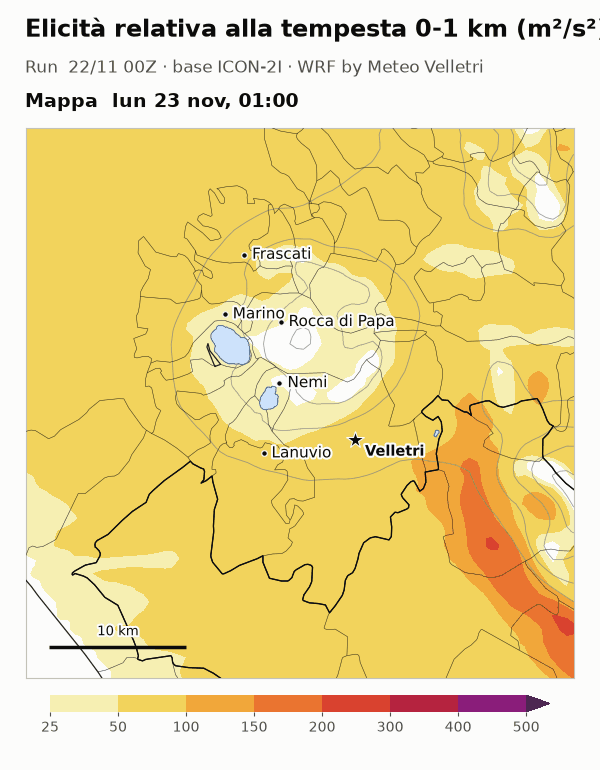 Elicità relativa alla tempesta 0-1 km (m²/s²)
Run 22/11 00Z · base ICON-2I · WRF by Meteo Velletri
Mappa lun 23 nov, 01:00
Frascati
Marino
Rocca di Papa
Nemi
Velletri
Lanuvio
10 km
25 50 100 150 200 300 400 500